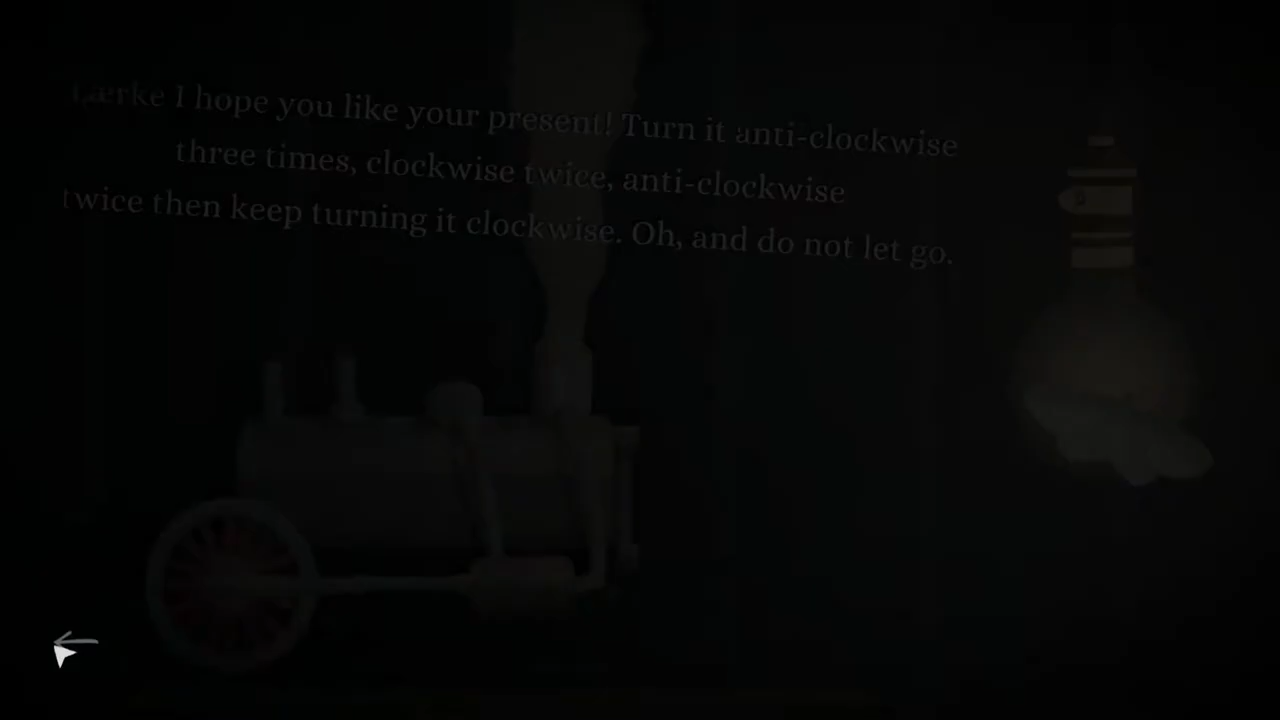 Lærke I hope you like your present! Turn it anti-clockwise
three times, clockwise twice, anti-clockwise
twice then keep turning it clockwise. Oh, and do not let go.